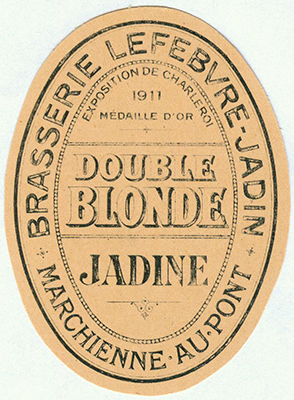 BRASSERIE LEFEBVRE-JADIN
EXPOSITION DE CHARLEROI
1911
MÉDAILLE D'OR
DOUBLE
BLONDE
JADINE
MARCHIENNE-AU-PONT